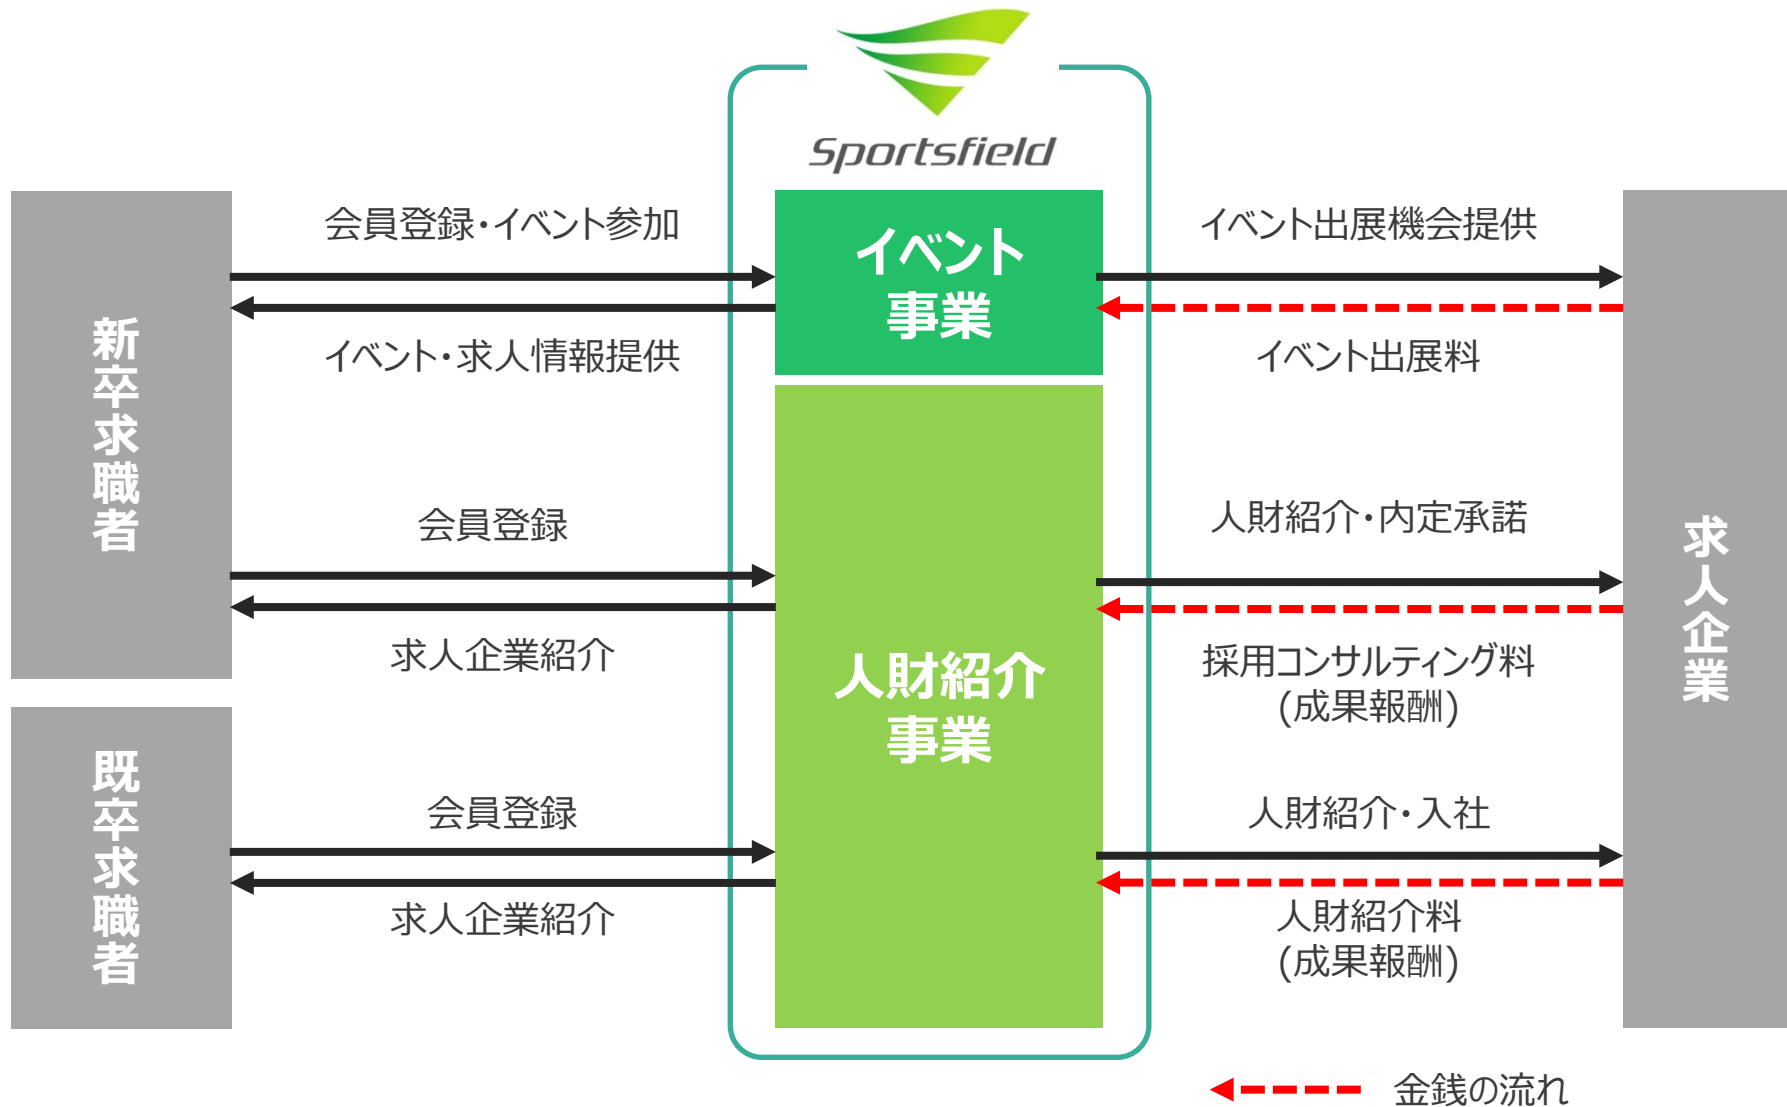 Sportsfield
新卒求職者
会員登録・イベント参加
イベント・求人情報提供
イベント
事業
イベント出展機会提供
イベント出展料
会員登録
求人企業紹介
人財紹介
事業
人財紹介・内定承諾
採用コンサルティング料
(成果報酬)
求人企業
既卒求職者
会員登録
求人企業紹介
人財紹介・入社
人財紹介料
(成果報酬)
金銭の流れ